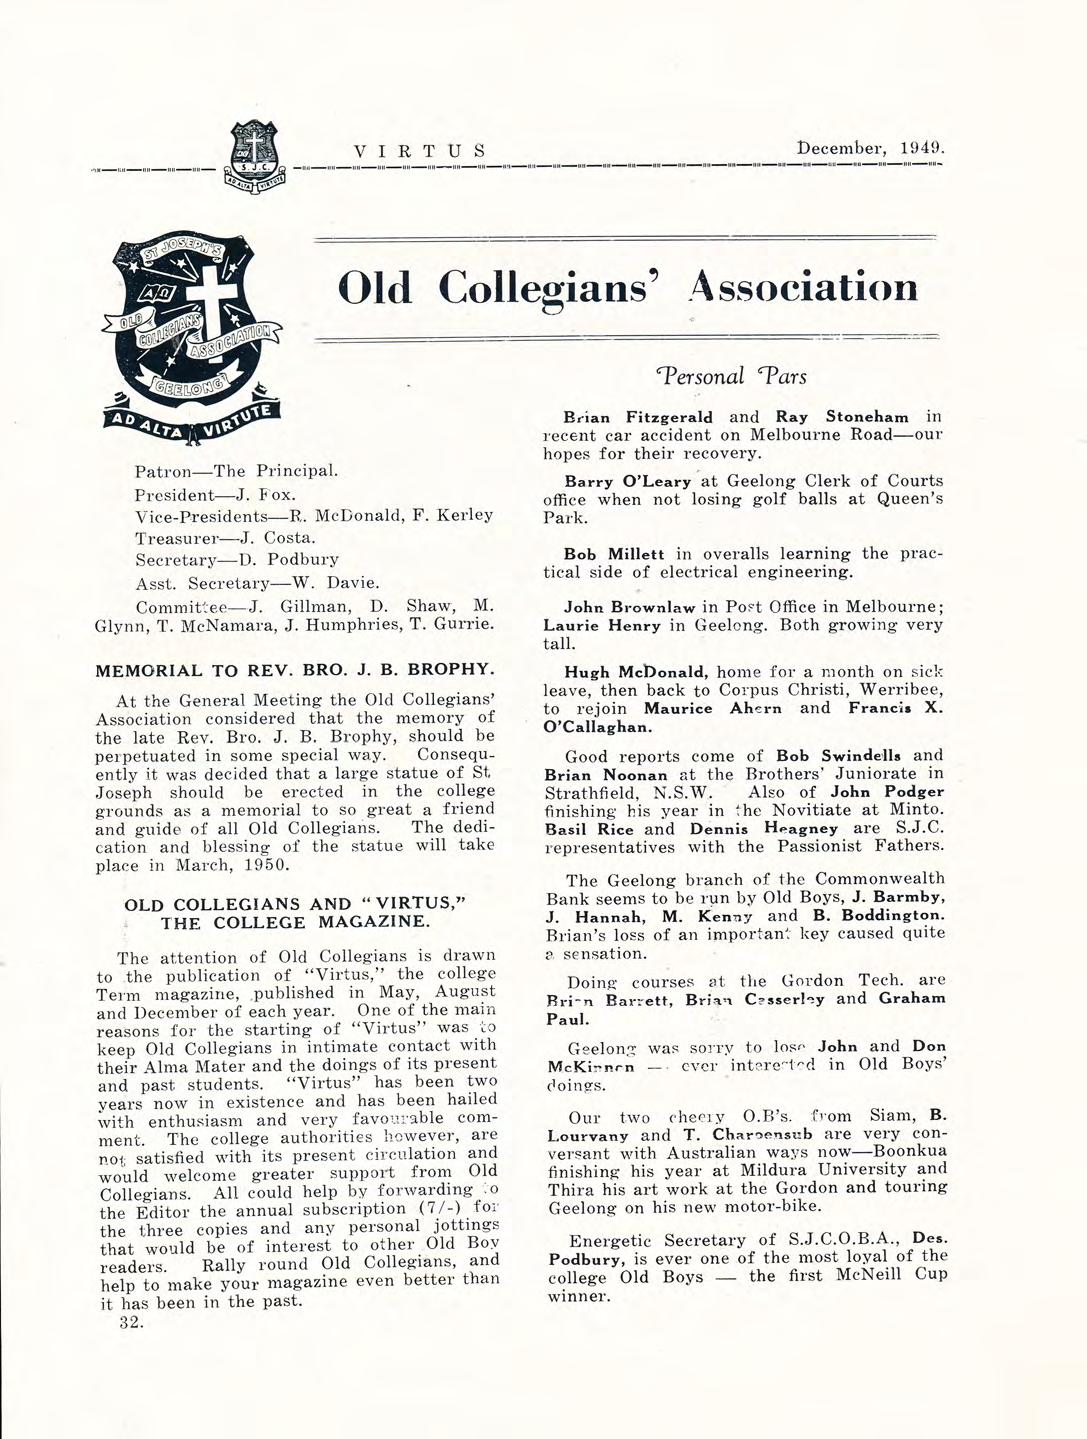 VIRTUS
December, 1949.
S.J.C.
AD ALTA VIRTUTE
ST JOSEPH'S
A Ω
OLD
COLLEGIANS'
ASSOCIATION
GEELONG
AD ALTA VIRTUTE
Old Collegians' Association
Patron—The Principal.
President—J. Fox.
Vice-Presidents—R. McDonald, F. Kerley
Treasurer—J. Costa.
Secretary—D. Podbury
Asst. Secretary—W. Davie.
Committee—J. Gillman, D. Shaw, M.
Glynn, T. McNamara, J. Humphries, T. Gurrie.
MEMORIAL TO REV. BRO. J. B. BROPHY.
At the General Meeting the Old Collegians'
Association considered that the memory of
the late Rev. Bro. J. B. Brophy, should be
perpetuated in some special way. Consequ-
ently it was decided that a large statue of St.
Joseph should be erected in the college
grounds as a memorial to so great a friend
and guide of all Old Collegians. The dedi-
cation and blessing of the statue will take
place in March, 1950.
OLD COLLEGIANS AND "VIRTUS,"
THE COLLEGE MAGAZINE.
The attention of Old Collegians is drawn
to the publication of "Virtus," the college
Term magazine, published in May, August
and December of each year. One of the main
reasons for the starting of "Virtus" was to
keep Old Collegians in intimate contact with
their Alma Mater and the doings of its present
and past students. "Virtus" has been two
years now in existence and has been hailed
with enthusiasm and very favourable com-
ment. The college authorities however, are
not satisfied with its present circulation and
would welcome greater support from Old
Collegians. All could help by forwarding to
the Editor the annual subscription (7/-) for
the three copies and any personal jottings
that would be of interest to other Old Boy
readers. Rally round Old Collegians, and
help to make your magazine even better than
it has been in the past.
32.
Personal Pars
Brian Fitzgerald and Ray Stoneham in
recent car accident on Melbourne Road—our
hopes for their recovery.
Barry O'Leary at Geelong Clerk of Courts
office when not losing golf balls at Queen's
Park.
Bob Millett in overalls learning the prac-
tical side of electrical engineering.
John Brownlaw in Post Office in Melbourne;
Laurie Henry in Geelong. Both growing very
tall.
Hugh McDonald, home for a month on sick
leave, then back to Corpus Christi, Werribee,
to rejoin Maurice Ahern and Francis X.
O'Callaghan.
Good reports come of Bob Swindells and
Brian Noonan at the Brothers' Juniorate in
Strathfield, N.S.W. Also of John Podger
finishing his year in the Novitiate at Minto.
Basil Rice and Dennis Heagney are S.J.C.
representatives with the Passionist Fathers.
The Geelong branch of the Commonwealth
Bank seems to be run by Old Boys, J. Barmby,
J. Hannah, M. Kenny and B. Boddington.
Brian's loss of an important key caused quite
a sensation.
Doing courses at the Gordon Tech. are
Brian Barrett, Brian Casserley and Graham
Paul.
Geelong was sorry to lose John and Don
McKinnon — ever interested in Old Boys'
doings.
Our two cheery O.B's. from Siam, B.
Lourvany and T. Charoensub are very con-
versant with Australian ways now—Boonkua
finishing his year at Mildura University and
Thira his art work at the Gordon and touring
Geelong on his new motor-bike.
Energetic Secretary of S.J.C.O.B.A., Des.
Podbury, is ever one of the most loyal of the
college Old Boys — the first McNeill Cup
winner.